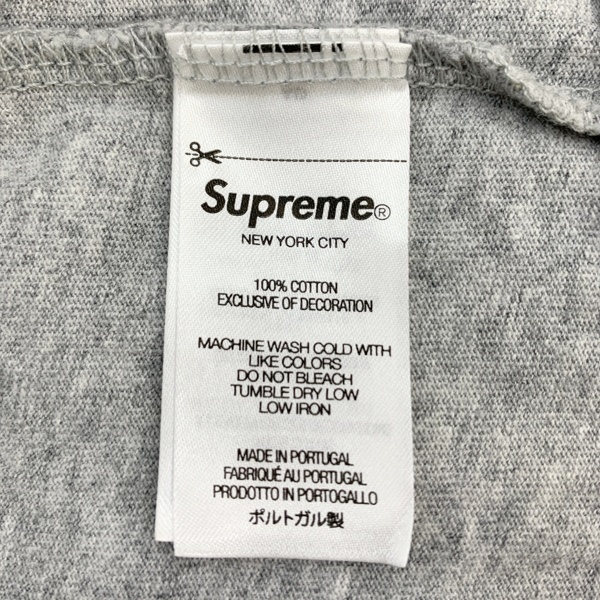 Supreme®
NEW YORK CITY
100% COTTON
EXCLUSIVE OF DECORATION
MACHINE WASH COLD WITH
LIKE COLORS
DO NOT BLEACH
TUMBLE DRY LOW
LOW IRON
MADE IN PORTUGAL
FABRIQUÉ AU PORTUGAL
PRODOTTO IN PORTOGALLO
ポルトガル製